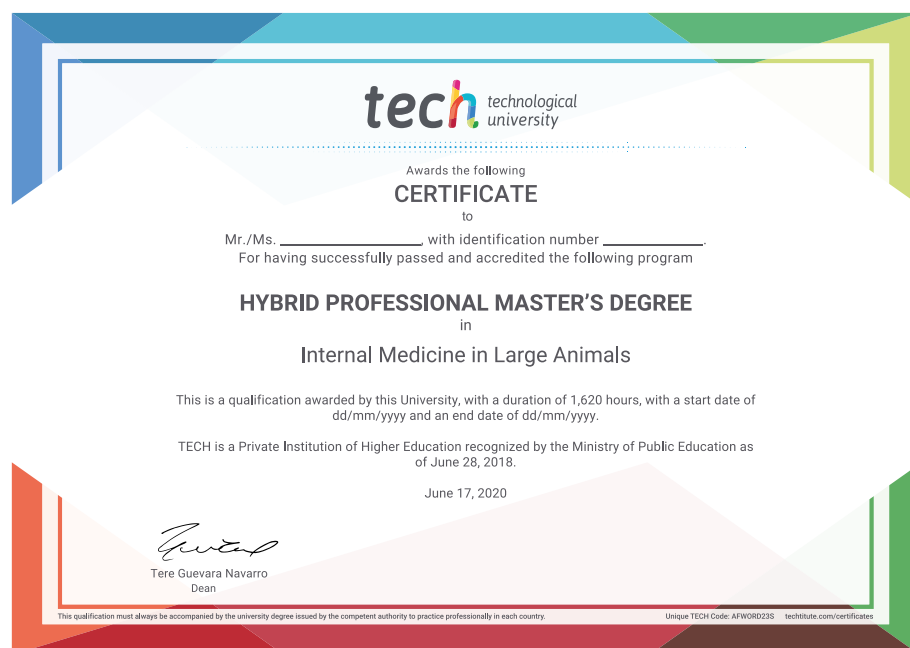 tech technological
university
Awards the following
CERTIFICATE
to
Mr./Ms. ____________________, with identification number ______________.
For having successfully passed and accredited the following program
HYBRID PROFESSIONAL MASTER'S DEGREE
in
Internal Medicine in Large Animals
This is a qualification awarded by this University, with a duration of 1,620 hours, with a start date of
dd/mm/yyyy and an end date of dd/mm/yyyy.
TECH is a Private Institution of Higher Education recognized by the Ministry of Public Education as
of June 28, 2018.
June 17, 2020
Tere Guevara Navarro
Dean
This qualification must always be accompanied by the university degree issued by the competent authority to practice professionally in each country.
Unique TECH Code: AFWORD23S techtitute.com/certificates